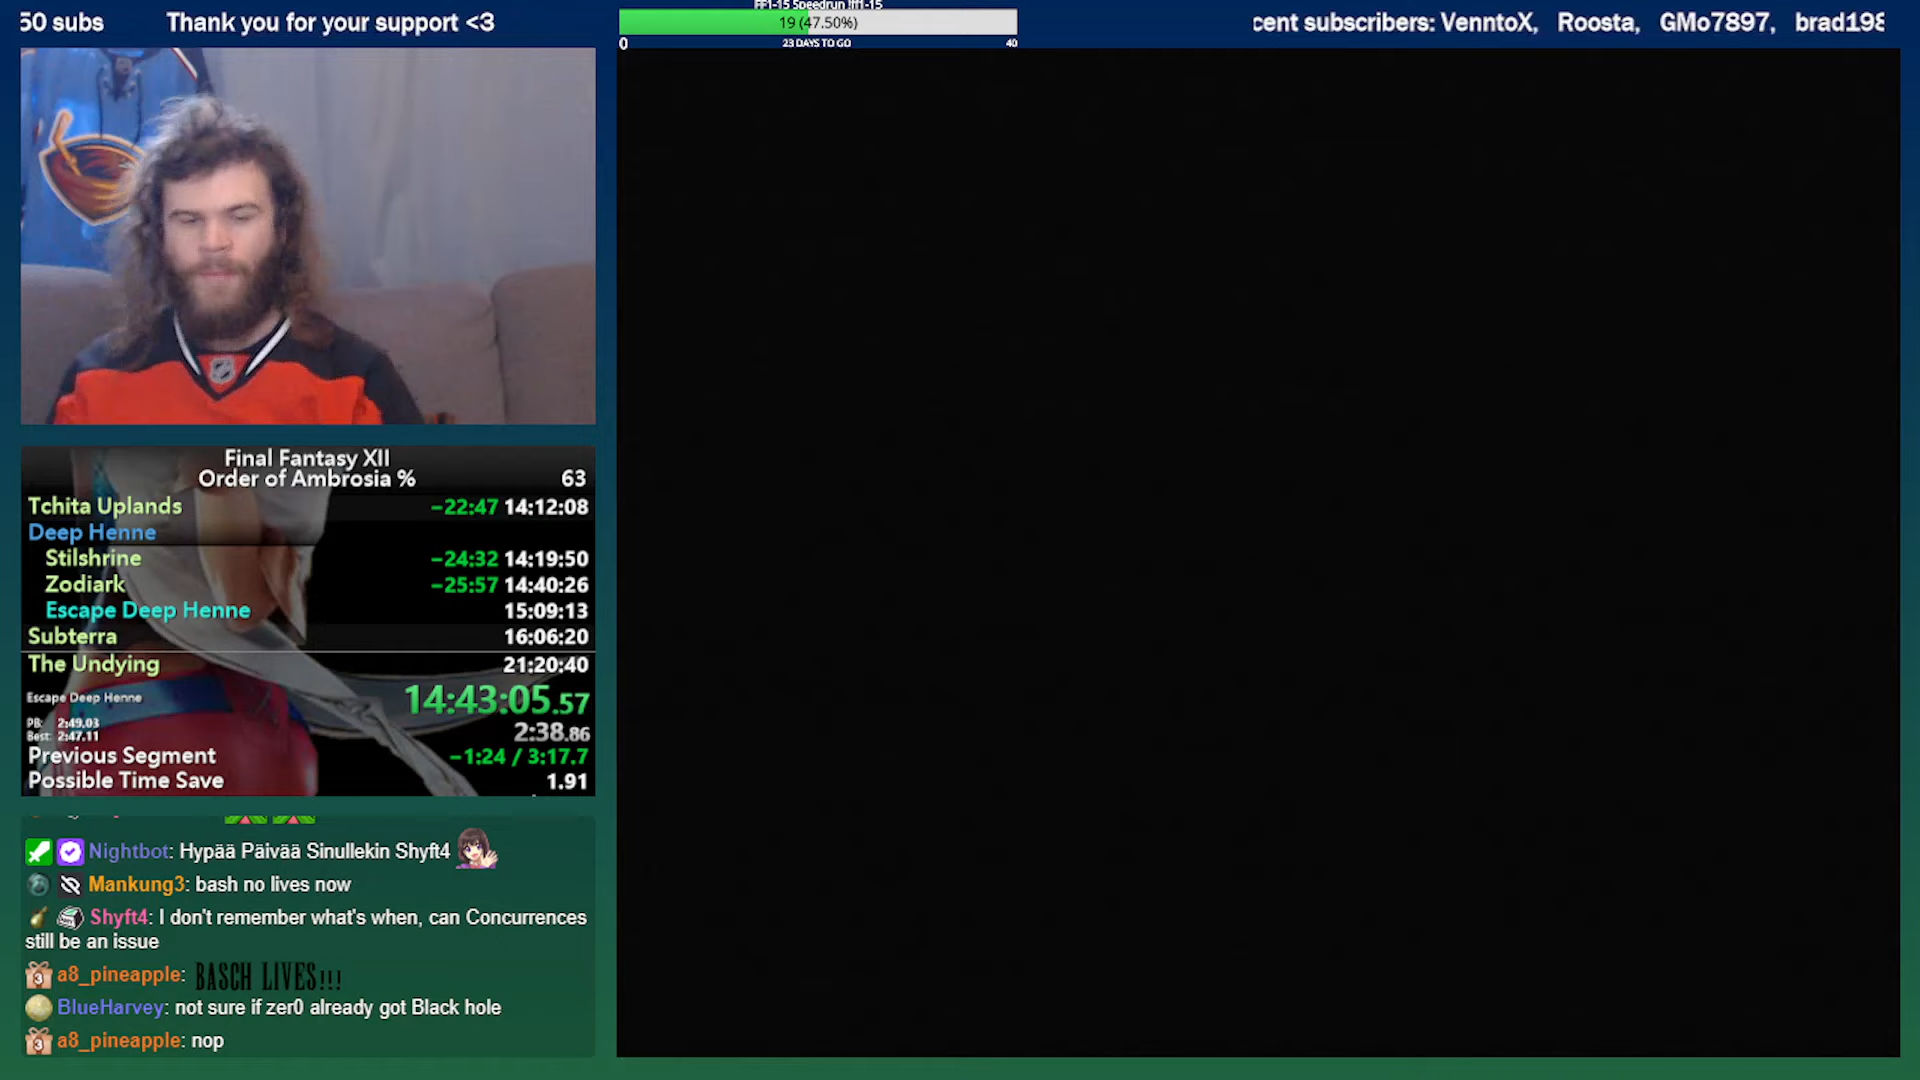 50 subs Thank you for your support <3
FF1-15 Speedrun !ff1-15
19 (47.50%)
0 23 DAYS TO GO 40
cent subscribers: VenntoX, Roosta, GMo7897, brad198
Final Fantasy XII
Order of Ambrosia % 63
Tchita Uplands -22:47 14:12:08
Deep Henne
Stilshrine -24:32 14:19:50
Zodiark -25:57 14:40:26
Escape Deep Henne 15:09:13
Subterra 16:06:20
The Undying 21:20:40
Escape Deep Henne 14:43:05.57
PB: 2:49.03
Best: 2:47.11 2:38.86
Previous Segment -1:24 / 3:17.7
Possible Time Save 1.91
Nightbot: Hypää Päivää Sinullekin Shyft4
Mankung3: bash no lives now
Shyft4: I don't remember what's when, can Concurrences
still be an issue
a8_pineapple: BASCH LIVES!!!
BlueHarvey: not sure if zer0 already got Black hole
a8_pineapple: nop